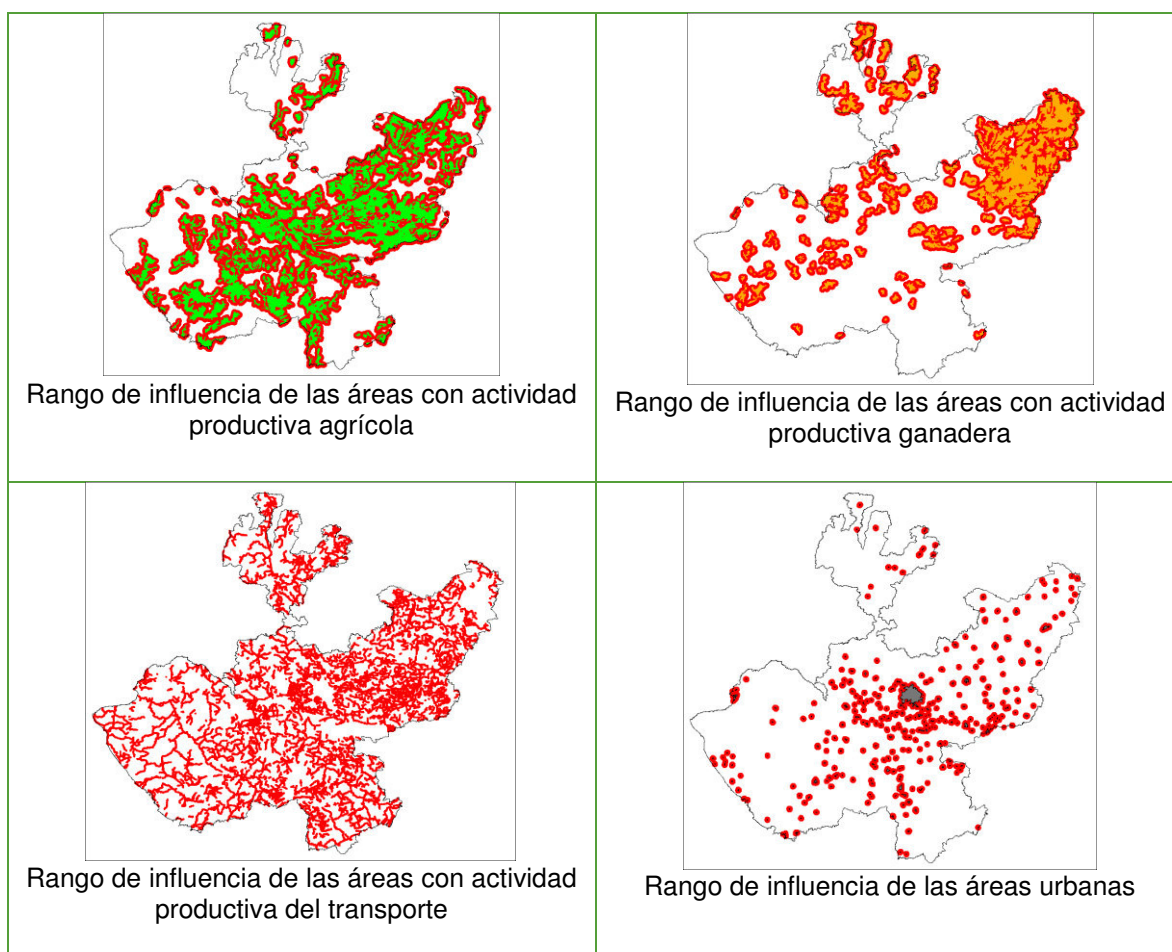 Rango de influencia de las áreas con actividad
productiva agrícola
Rango de influencia de las áreas con actividad
productiva ganadera
Rango de influencia de las áreas con actividad
productiva del transporte
Rango de influencia de las áreas urbanas